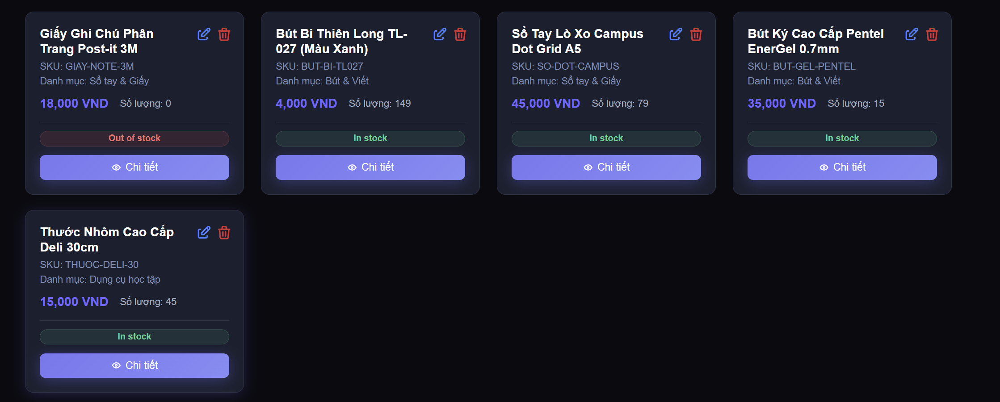 Giấy Ghi Chú Phân
Trang Post-it 3M
SKU: GIAY-NOTE-3M
Danh mục: Sổ tay & Giấy
18,000 VND Số lượng: 0
Out of stock
Chi tiết
Bút Bi Thiên Long TL-
027 (Màu Xanh)
SKU: BUT-BI-TL027
Danh mục: Bút & Viết
4,000 VND Số lượng: 149
In stock
Chi tiết
Sổ Tay Lò Xo Campus
Dot Grid A5
SKU: SO-DOT-CAMPUS
Danh mục: Sổ tay & Giấy
45,000 VND Số lượng: 79
In stock
Chi tiết
Bút Ký Cao Cấp Pentel
EnerGel 0.7mm
SKU: BUT-GEL-PENTEL
Danh mục: Bút & Viết
35,000 VND Số lượng: 15
In stock
Chi tiết
Thước Nhôm Cao Cấp
Deli 30cm
SKU: THUOC-DELI-30
Danh mục: Dụng cụ học tập
15,000 VND Số lượng: 45
In stock
Chi tiết